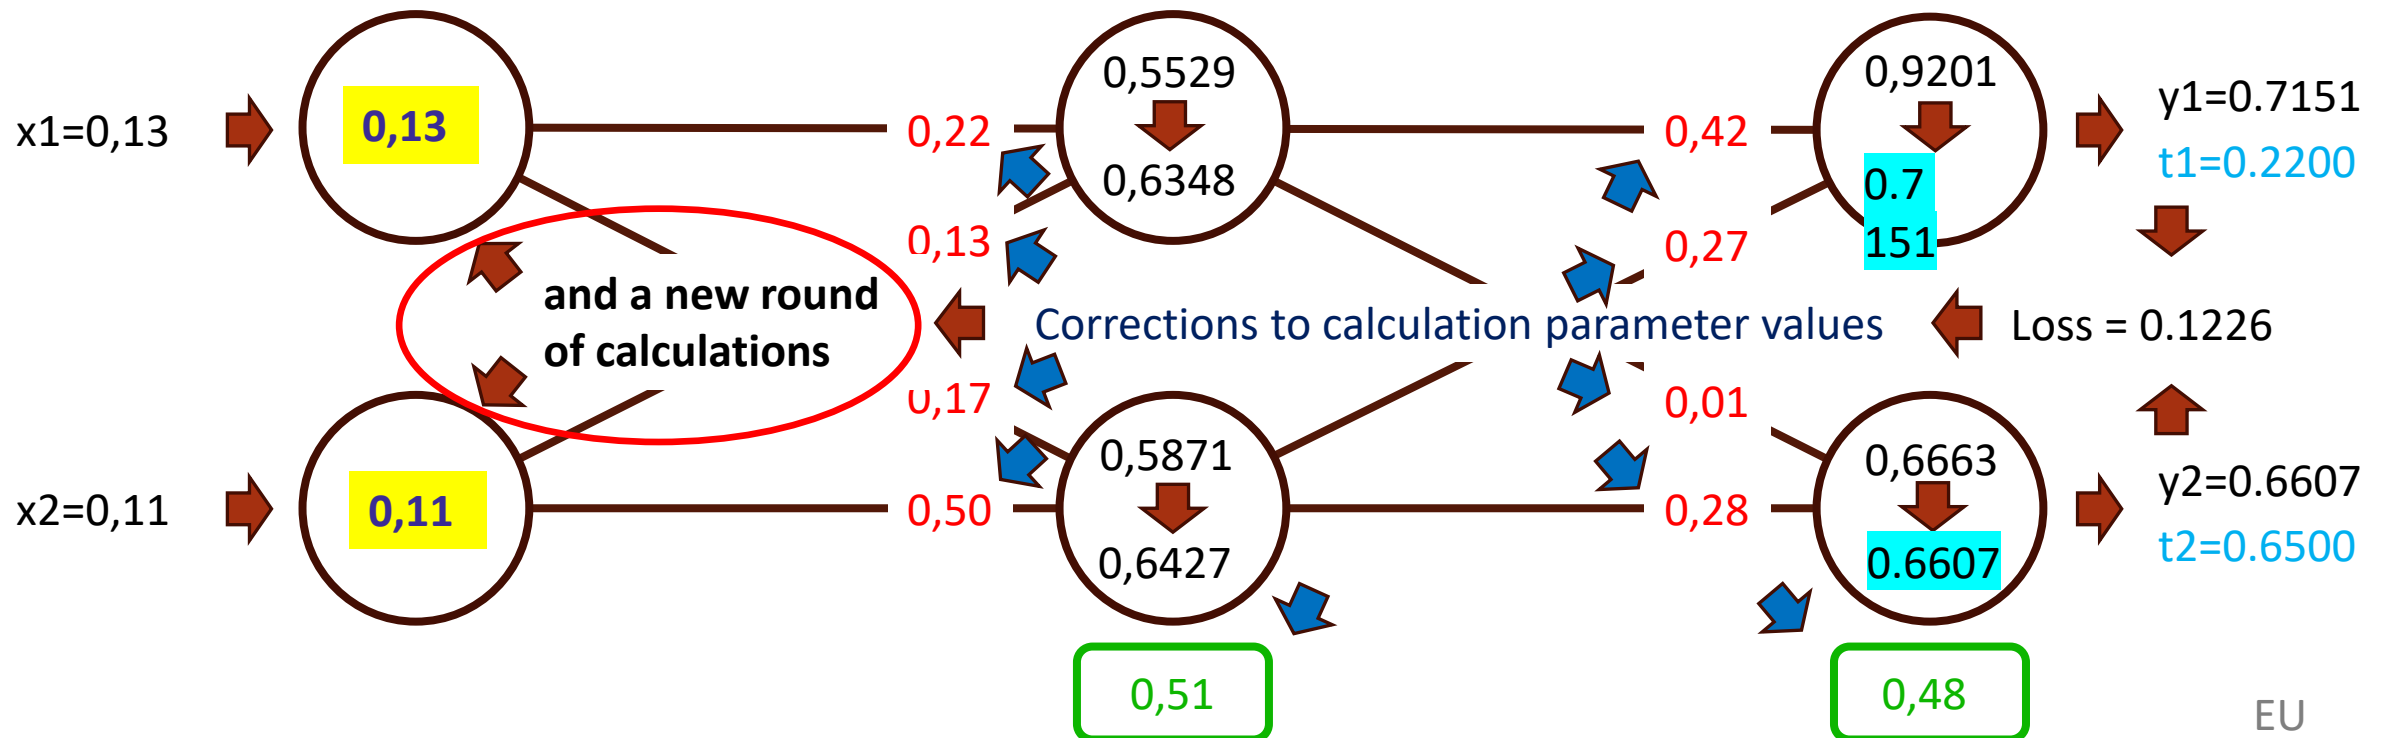 x1=0,13
0,13
0,22
0,5529
0,6348
0,42
0,9201
0.7
151
y1=0.7151
t1=0.2200
0,13
0,27
and a new round
of calculations
Corrections to calculation parameter values
Loss = 0.1226
0,17
0,01
x2=0,11
0,11
0,50
0,5871
0,6427
0,28
0,6663
0.6607
y2=0.6607
t2=0.6500
0,51
0,48
EU